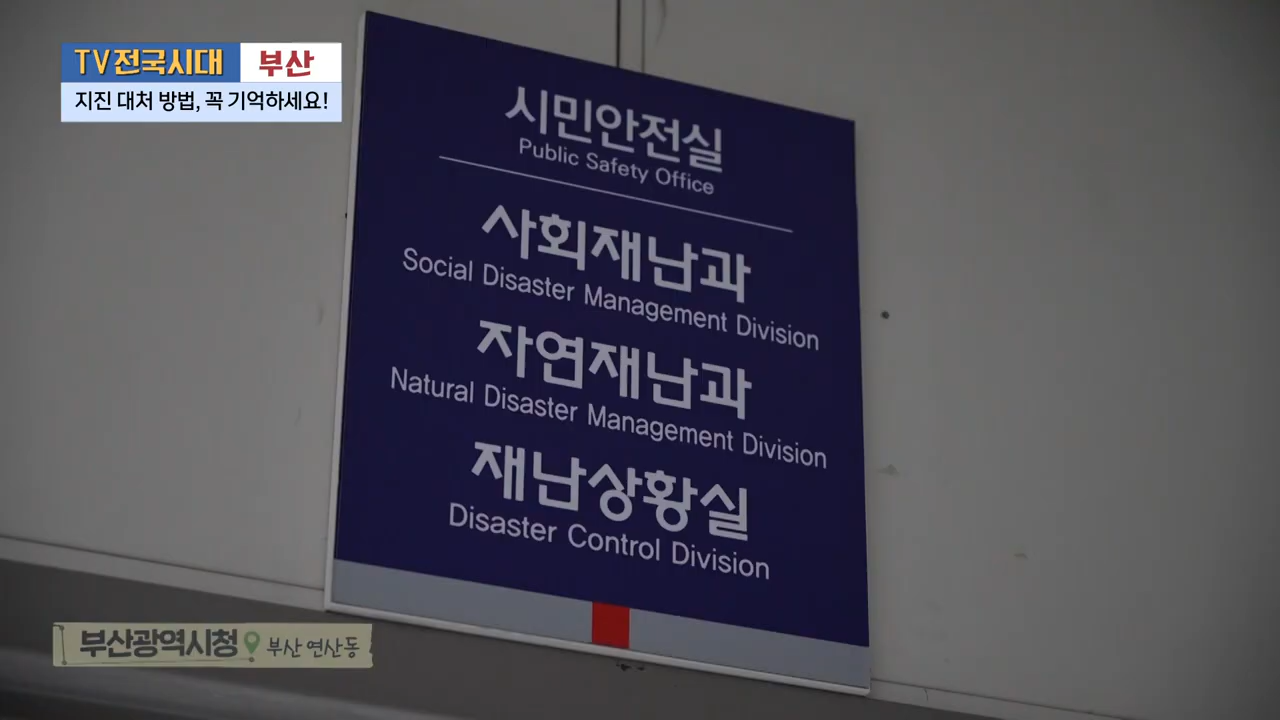 TV전국시대 부산
지진 대처 방법, 꼭 기억하세요!
시민안전실
Public Safety Office
사회재난과
Social Disaster Management Division
자연재난과
Natural Disaster Management Division
재난상황실
Disaster Control Division
부산광역시청 부산 연산동